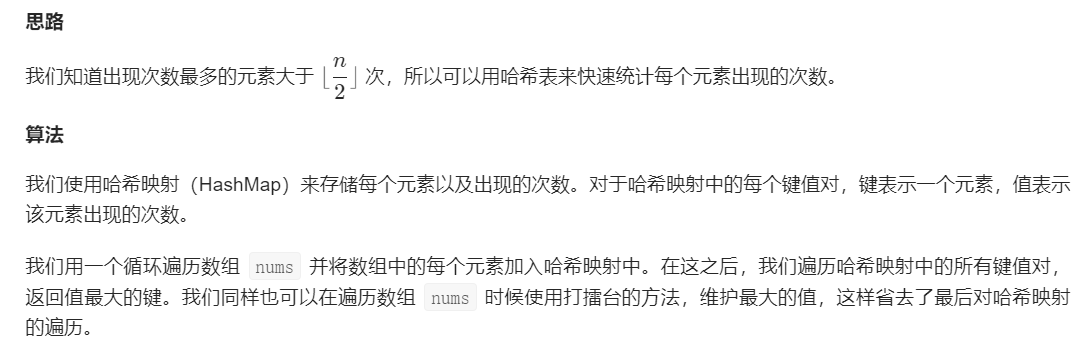 思路
我们知道出现次数最多的元素大于 ⌊n/2⌋ 次，所以可以用哈希表来快速统计每个元素出现的次数。
算法
我们使用哈希映射（HashMap）来存储每个元素以及出现的次数。对于哈希映射中的每个键值对，键表示一个元素，值表示
该元素出现的次数。
我们用一个循环遍历数组 nums 并将数组中的每个元素加入哈希映射中。在这之后，我们遍历哈希映射中的所有键值对，
返回值最大的键。我们同样也可以在遍历数组 nums 时候使用打擂台的方法，维护最大的值，这样省去了最后对哈希映射
的遍历。